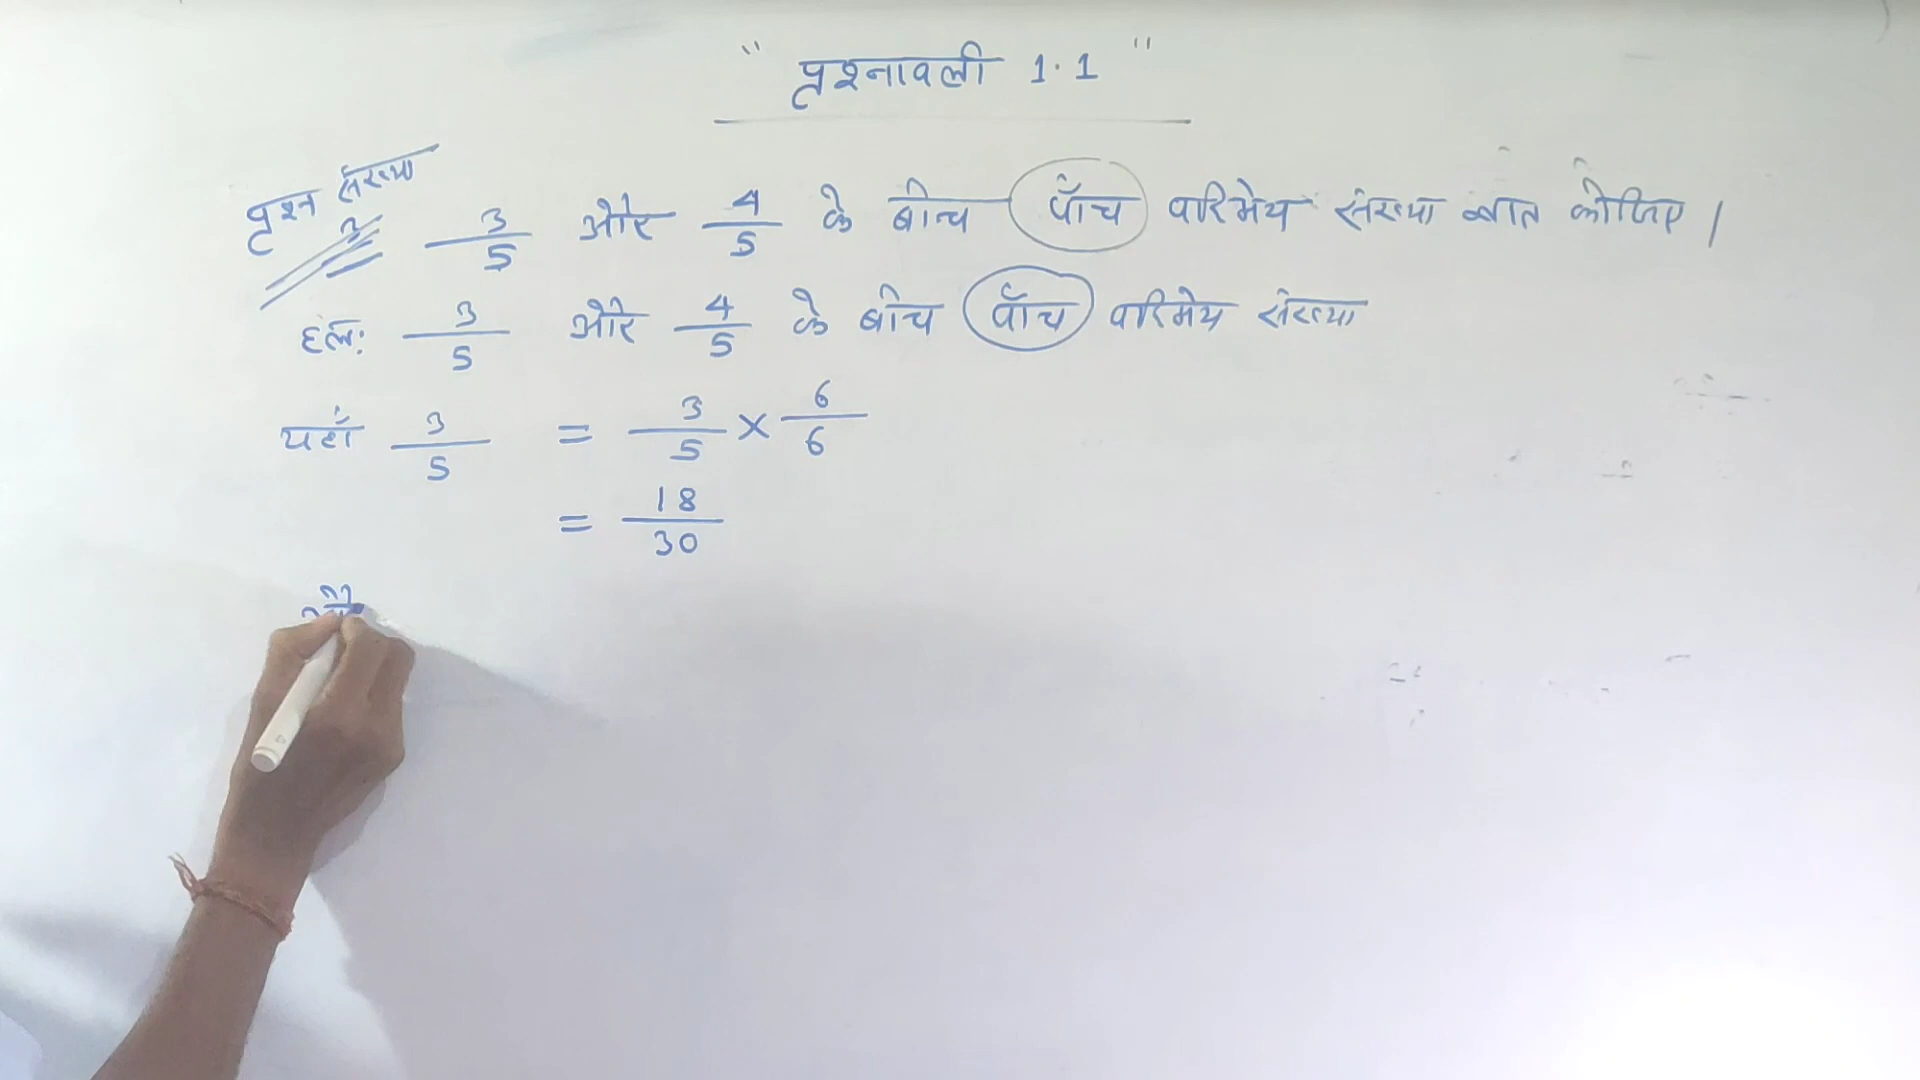 " प्रश्नावली 1.1 "
प्रश्न संख्या 3 3/5 और 4/5 के बीच पाँच परिमेय संख्या ज्ञात कीजिए।
हल: 3/5 और 4/5 के बीच पाँच परिमेय संख्या
यहाँ 3/5 = 3/5 × 6/6
= 18/30